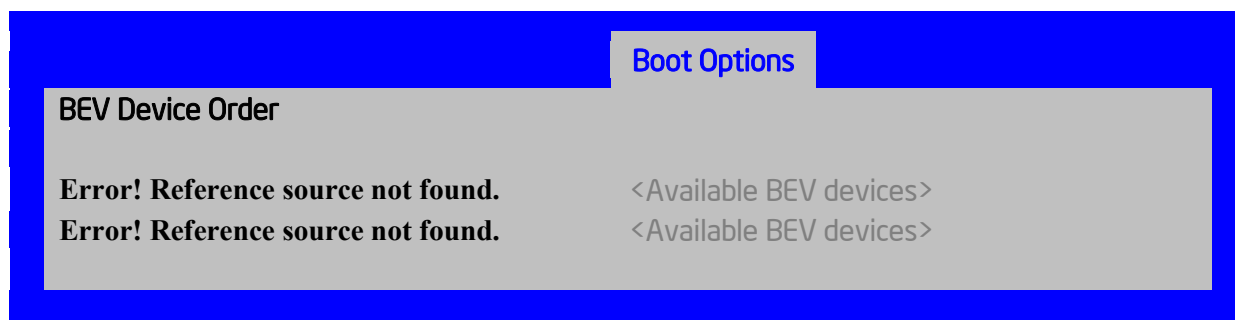 Boot Options
BEV Device Order
Error! Reference source not found. <Available BEV devices>
Error! Reference source not found. <Available BEV devices>